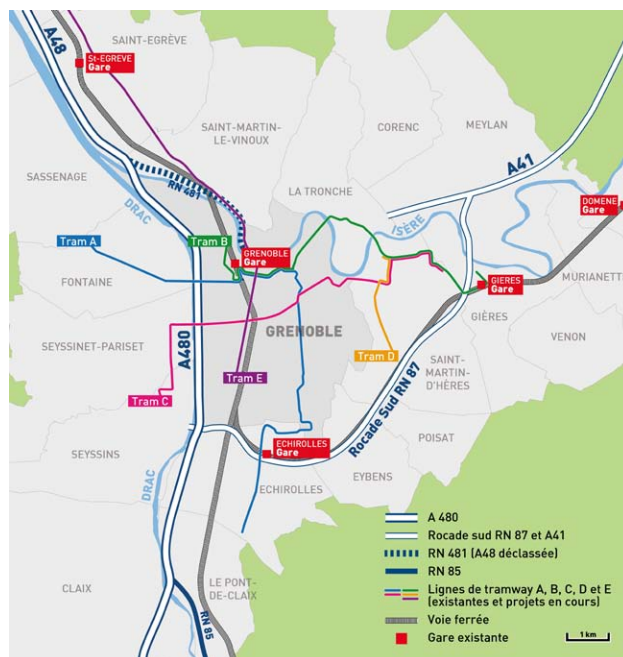 A48
SAINT-EGRÈVE
ST-EGREVE
Gare
SAINT-MARTIN-
LE-VINOUX
CORENC
MEYLAN
A41
SASSENAGE
RN 481
LA TRONCHE
DRAC
ISÈRE
DOMENE
Gare
Tram A
Tram B
GRENOBLE
Gare
FONTAINE
GIERES
Gare
MURIANETTE
SEYSSINET-PARISET
A480
GRENOBLE
GIÈRES
VENON
Tram D
Tram E
SAINT-
MARTIN-
D'HÈRES
Tram C
Rocade Sud RN 87
POISAT
SEYSSINS
ECHIROLLES
Gare
EYBENS
DRAC
ECHIROLLES
CLAIX
LE PONT-
DE-CLAIX
RN 85
A 480
Rocade sud RN 87 et A41
RN 481 (A48 déclassée)
RN 85
Lignes de tramway A, B, C, D et E
(existantes et projets en cours)
Voie ferrée
Gare existante
1 km